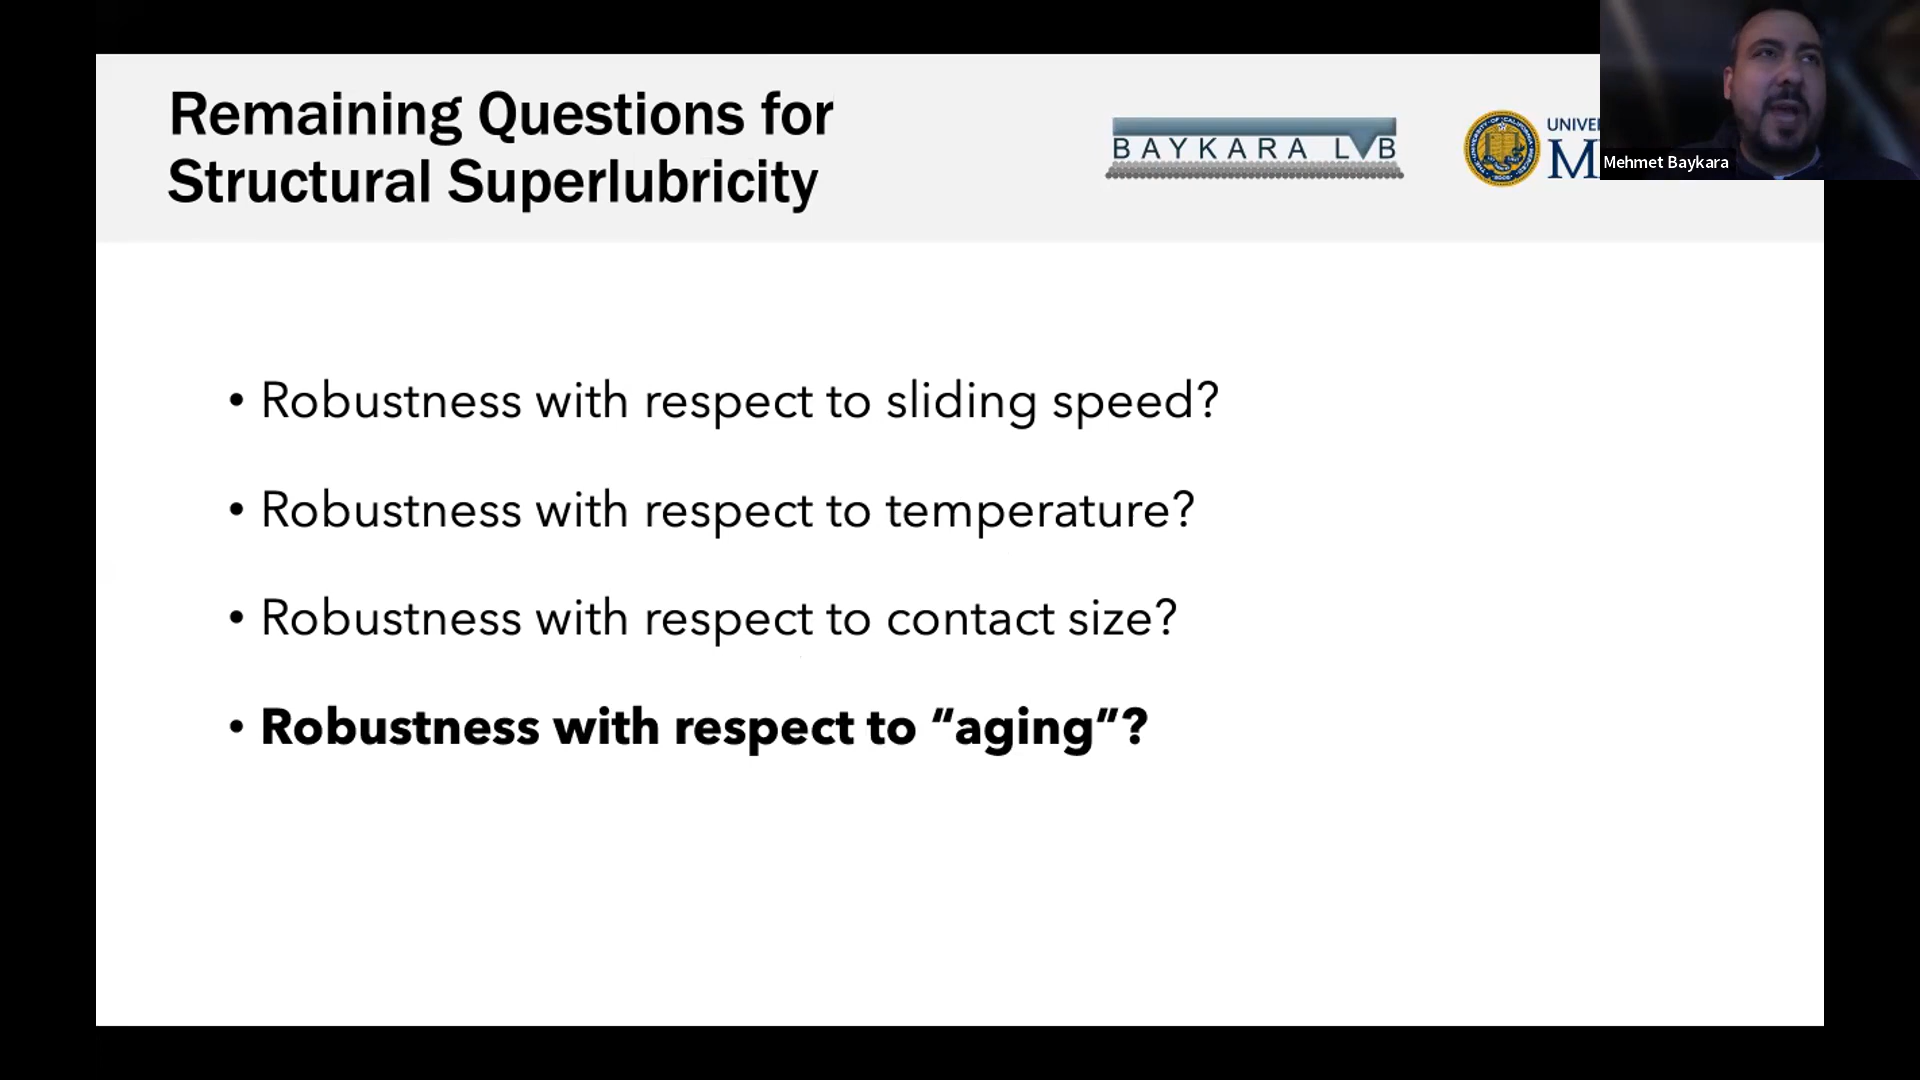 Remaining Questions for
Structural Superlubricity
BAYKARA LAB
Mehmet Baykara
• Robustness with respect to sliding speed?
• Robustness with respect to temperature?
• Robustness with respect to contact size?
• Robustness with respect to “aging”?